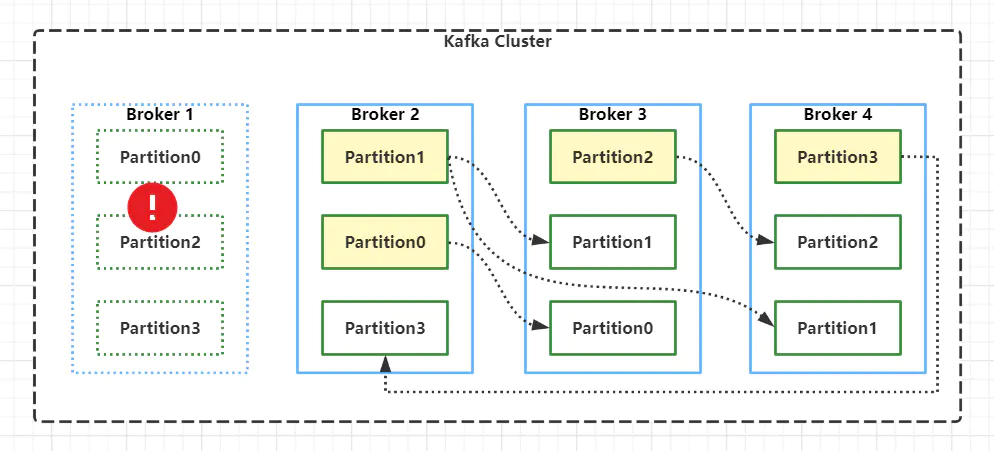 Kafka Cluster
Broker 1
Partition0
!
Partition2
Partition3
Broker 2
Partition1
Partition0
Partition3
Broker 3
Partition2
Partition1
Partition0
Broker 4
Partition3
Partition2
Partition1